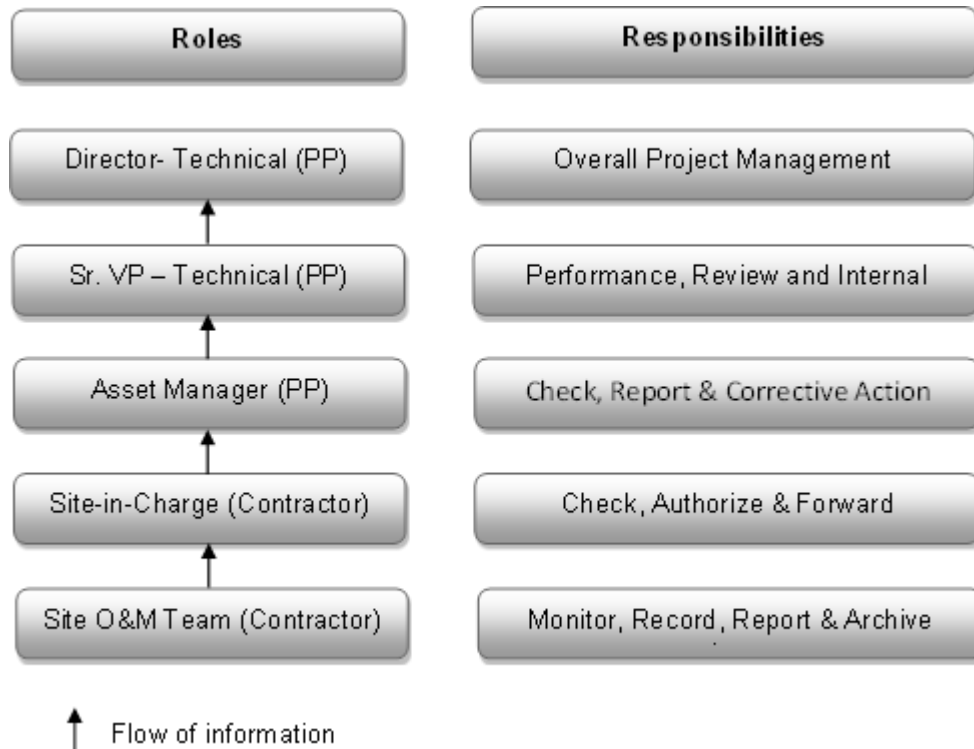 Roles
Responsibilities
Director- Technical (PP)
Overall Project Management
Sr. VP – Technical (PP)
Performance, Review and Internal
Asset Manager (PP)
Check, Report & Corrective Action
Site-in-Charge (Contractor)
Check, Authorize & Forward
Site O&M Team (Contractor)
Monitor, Record, Report & Archive
.
Flow of information